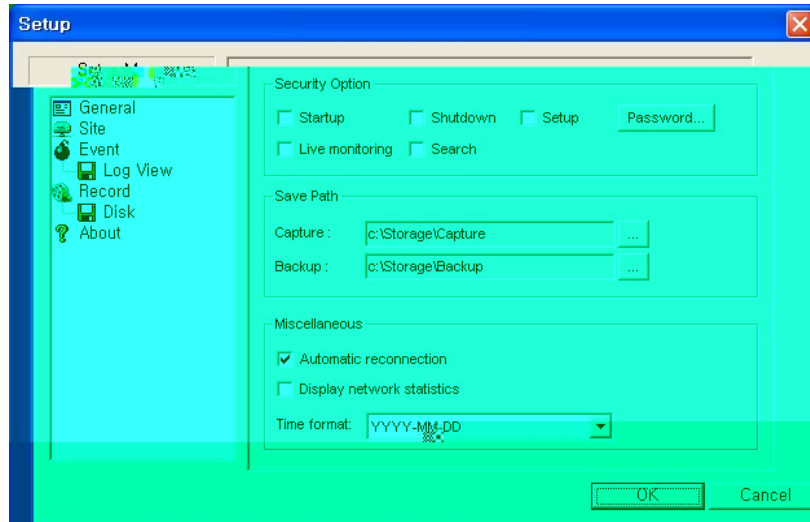 Setup
General
Site
Event
Log View
Record
Disk
About
Security Option
Startup
Shutdown
Setup
Password...
Live monitoring
Search
Save Path
Capture :
c:\Storage\Capture
...
Backup :
c:\Storage\Backup
...
Miscellaneous
Automatic reconnection
Display network statistics
Time format:
YYYY-MM-DD
OK
Cancel